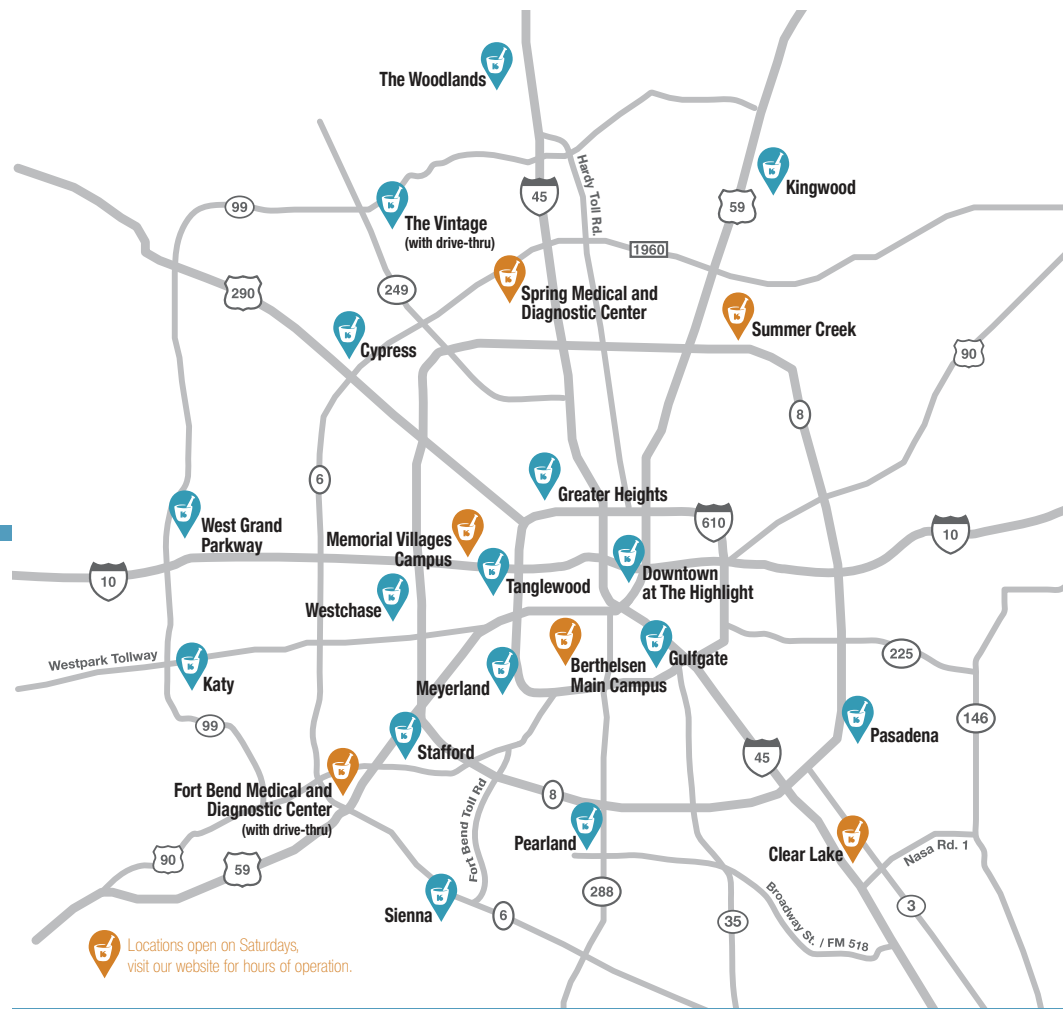 The Woodlands
45
Hardy Toll Rd.
Kingwood
59
99
The Vintage
(with drive-thru)
1960
290
249
Spring Medical and
Diagnostic Center
Summer Creek
Cypress
90
8
6
Greater Heights
West Grand
Parkway
Memorial Villages
Campus
610
10
10
Tanglewood
Downtown
at The Highlight
Westchase
Westpark Tollway
Katy
Meyerland
Berthelsen
Main Campus
Gulfgate
225
99
146
Stafford
Pasadena
45
Fort Bend Medical and
Diagnostic Center
(with drive-thru)
8
Fort Bend Toll Rd
Pearland
Clear Lake
Nasa Rd. 1
90
59
288
Sienna
6
35
Broadway St. / FM 518
3
Locations open on Saturdays,
visit our website for hours of operation.